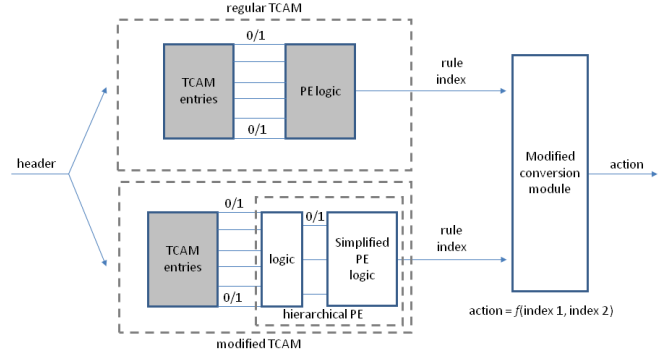 regular TCAM
0/1
TCAM
entries
PE logic
0/1
rule
index
header
Modified
conversion
module
action
0/1
0/1
TCAM
entries
logic
Simplified
PE
logic
rule
index
0/1
hierarchical PE
action = f(index 1, index 2)
modified TCAM